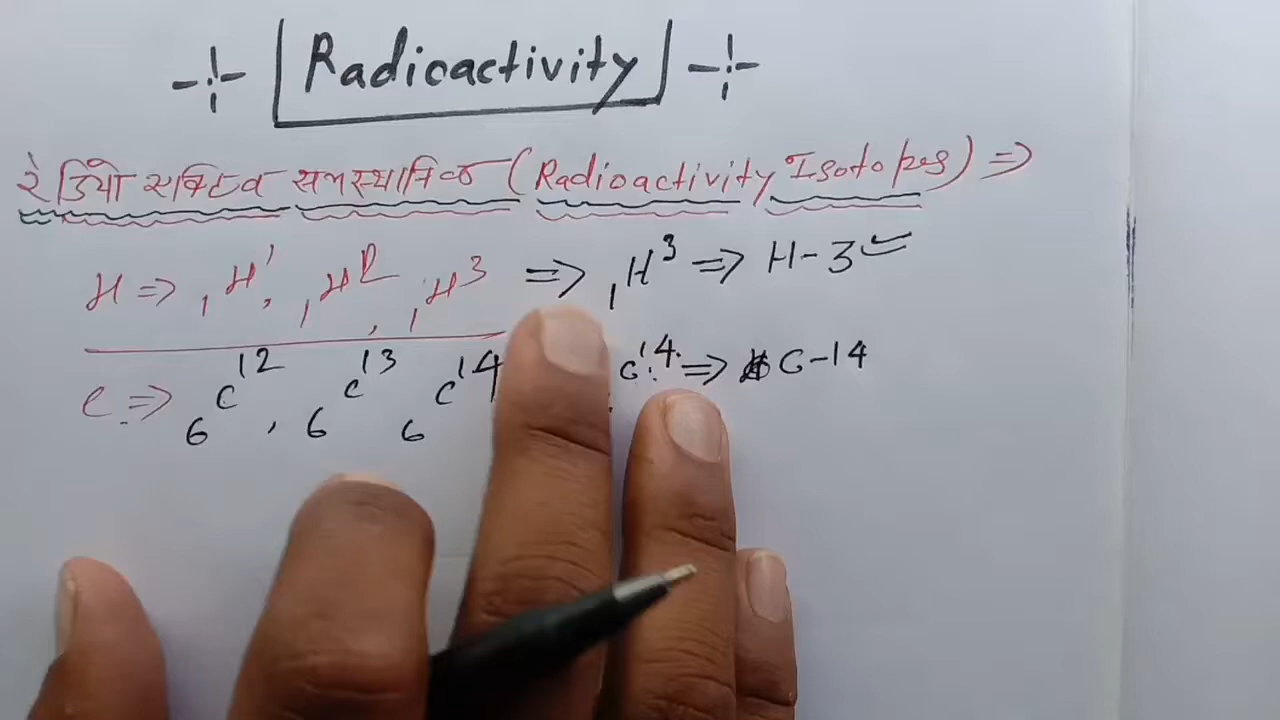 Radioactivity
रेडियो सक्टिव समस्थानिक (Radioactivity Isotopes) ⇒
H ⇒ ₁H¹, ₁H², ₁H³ ⇒ ₁H³ ⇒ H-3
C ⇒ ₆C¹², ₆C¹³ ₆C¹⁴ C¹⁴ ⇒ C-14